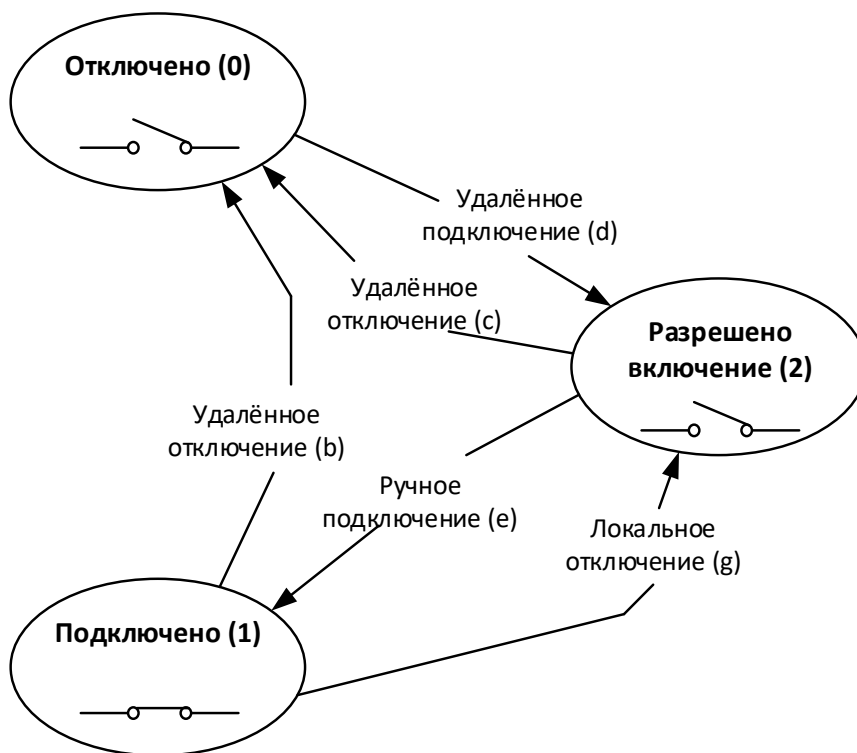 Отключено (0)
Удалённое
подключение (d)
Удалённое
отключение (c)
Разрешено
включение (2)
Удалённое
отключение (b)
Ручное
подключение (e)
Локальное
отключение (g)
Подключено (1)